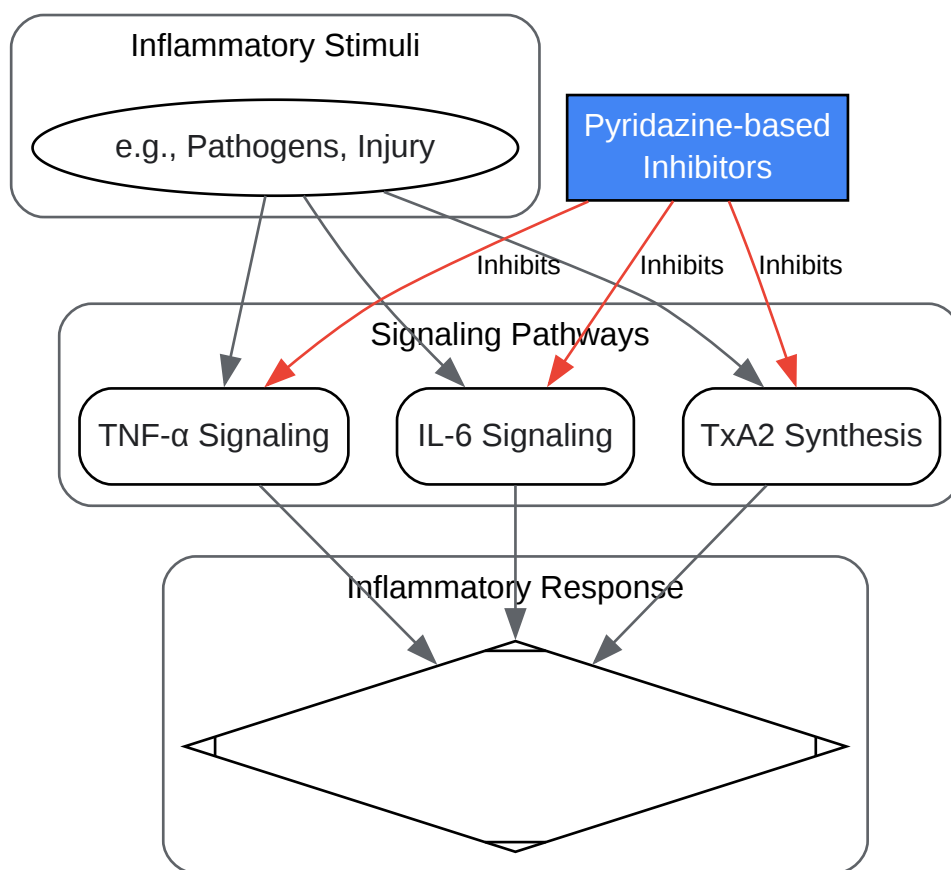 Inflammatory Stimuli
e.g., Pathogens, Injury
Pyridazine-based
Inhibitors
Inhibits
Inhibits
Inhibits
Signaling Pathways
TNF-α Signaling
IL-6 Signaling
TxA2 Synthesis
Inflammatory Response